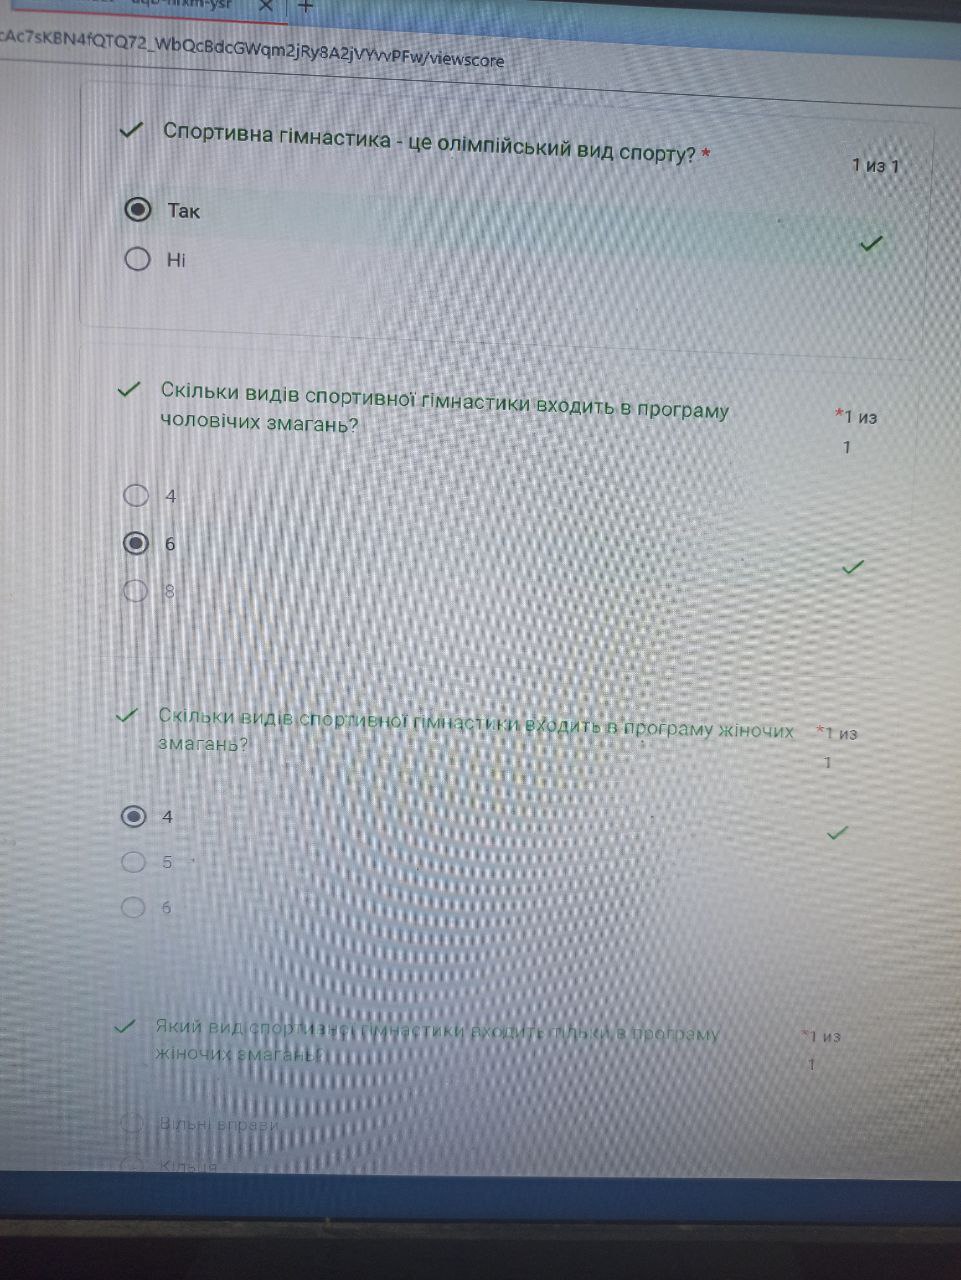 cAc7sKBN4fQTQ72_WbQcBdcGWqm2jRy8A2jVYvvPFw/viewscore
Спортивна гімнастика - це олімпійський вид спорту? *
1 из 1
Так
Ні
Скільки видів спортивної гімнастики входить в програму
чоловічих змагань?
*1 из
1
4
6
8
Скільки видів спортивної гімнастики входить в програму жіночих
змагань?
*1 из
1
4
5
6
Який вид спортивної гімнастики входить тільки в програму
жіночих змагань?
*1 из
1
Вільні вправи
Кільця